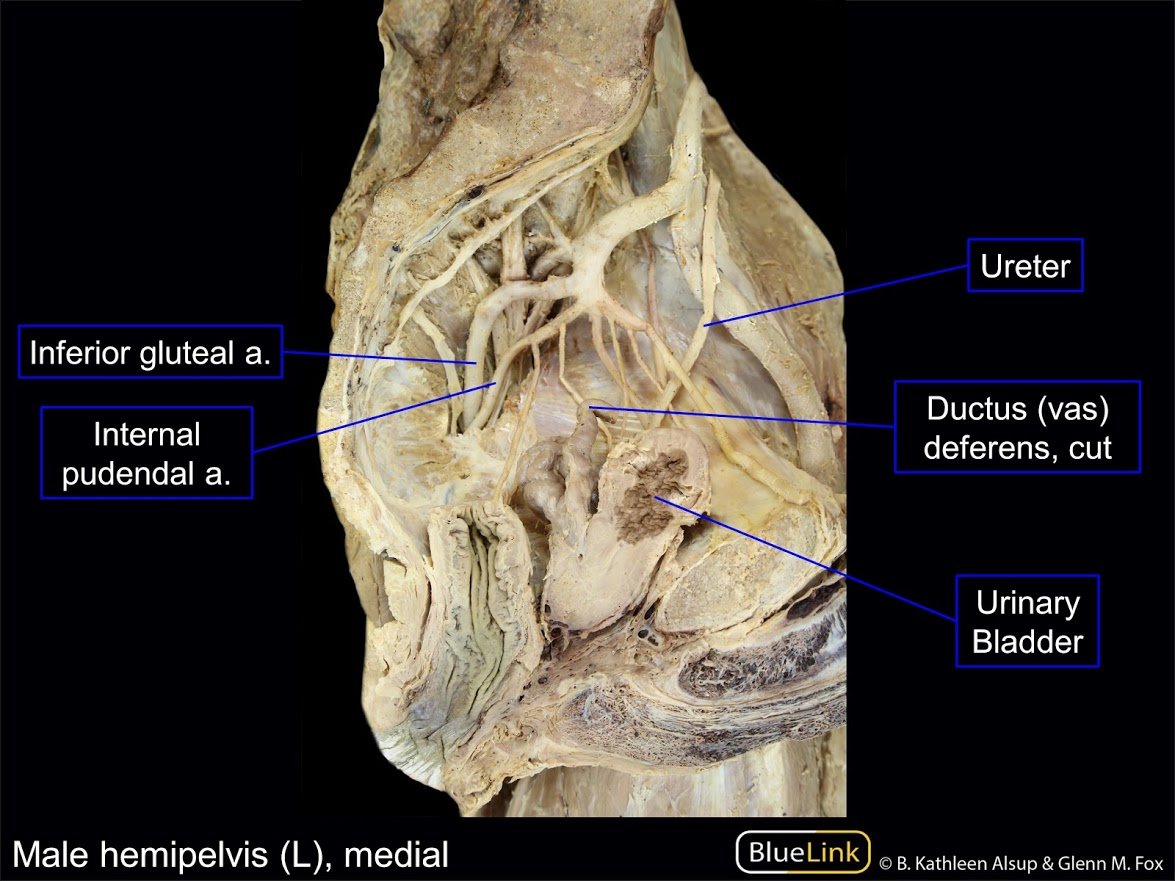 Ureter
Inferior gluteal a.
Internal
pudendal a.
Ductus (vas)
deferens, cut
Urinary
Bladder
Male hemipelvis (L), medial
BlueLink
© B. Kathleen Alsup & Glenn M. Fox